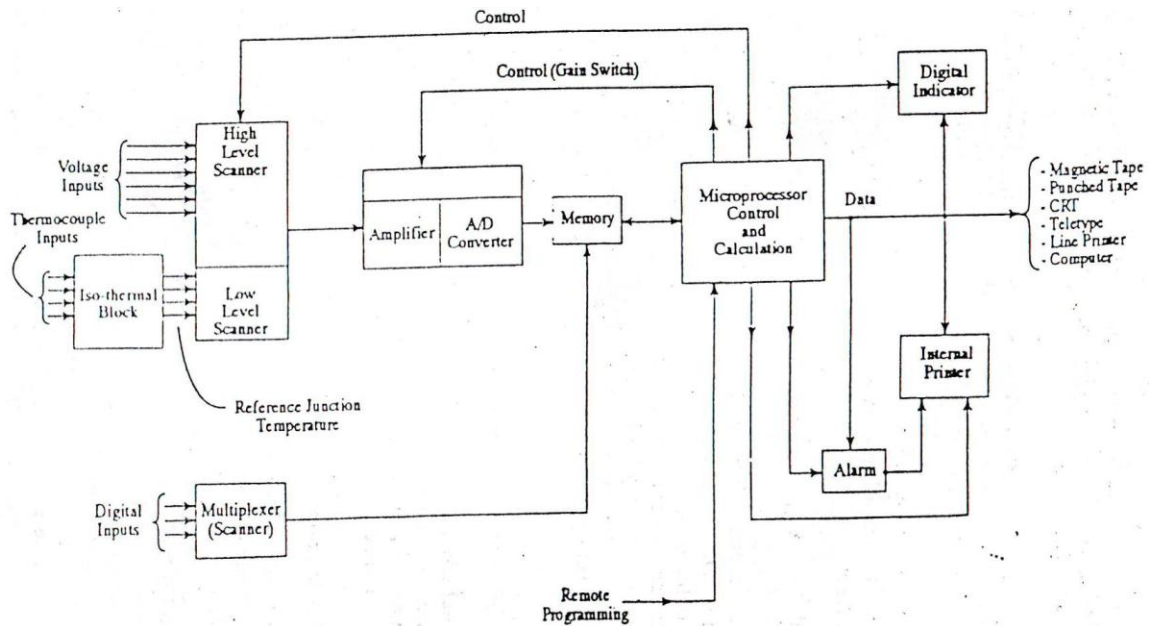 Control
Control (Gain Switch)
Digital
Indicator
High
Level
Scanner
Voltage
Inputs
Thermocouple
Inputs
Iso-thermal
Block
Low
Level
Scanner
Amplifier
A/D
Converter
Memory
Microprocessor
Control
and
Calculation
Data
- Magnetic Tape
- Punched Tape
- CRT
- Teletype
- Line Printer
- Computer
Internal
Printer
Reference Junction
Temperature
Alarm
Digital
Inputs
Multiplexer
(Scanner)
Remote
Programming